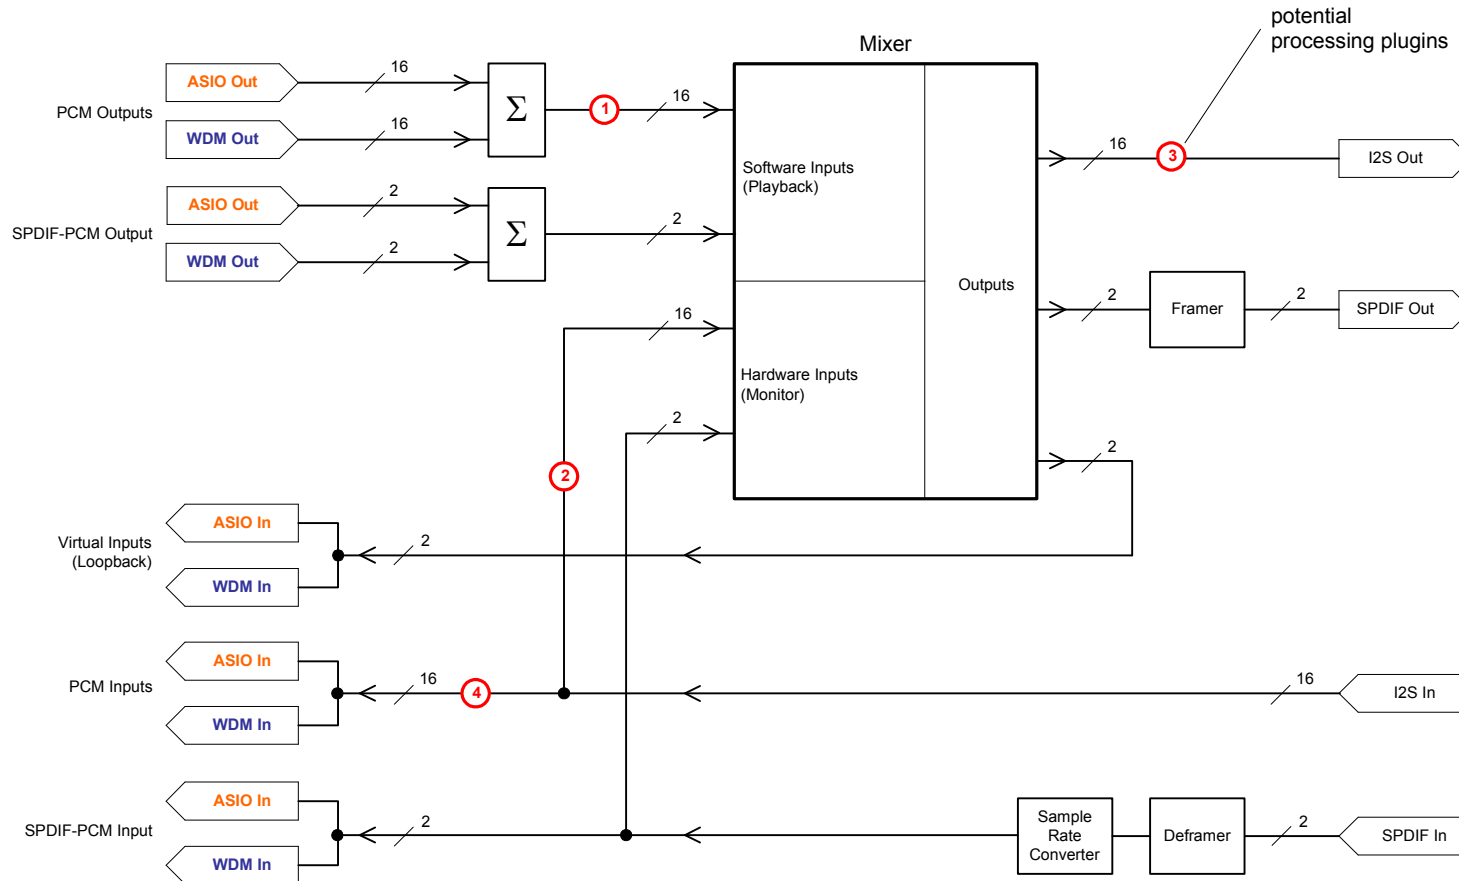 potential
processing plugins
Mixer
ASIO Out
16
16
PCM Outputs
Σ
1
WDM Out
16
16
3
I2S Out
Software Inputs
(Playback)
ASIO Out
2
SPDIF-PCM Output
Σ
2
WDM Out
2
Outputs
2
Framer
2
SPDIF Out
16
Hardware Inputs
(Monitor)
2
2
2
ASIO In
Virtual Inputs
(Loopback)
2
WDM In
ASIO In
PCM Inputs
16
4
16
I2S In
WDM In
ASIO In
SPDIF-PCM Input
2
Sample
Rate
Converter
Deframer
2
SPDIF In
WDM In